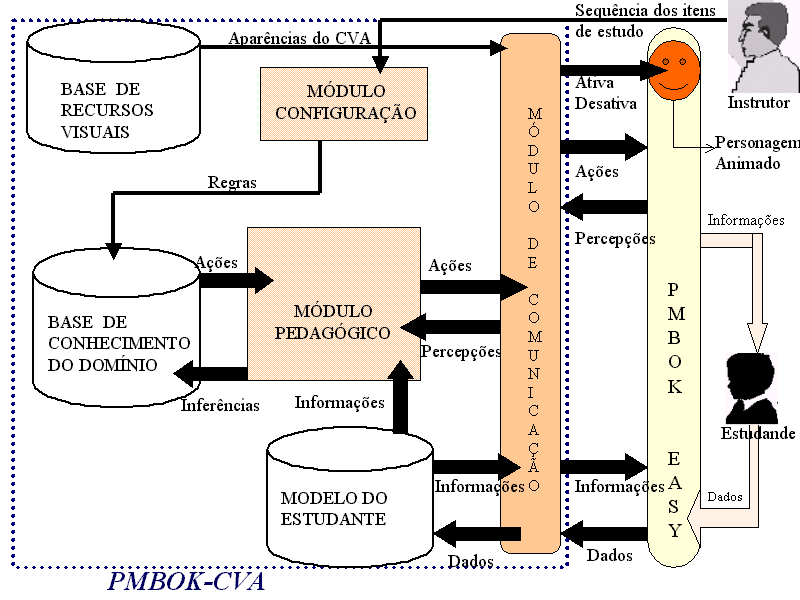 Sequência dos itens
de estudo
Aparências do CVA
BASE DE
RECURSOS
VISUAIS
MÓDULO
CONFIGURAÇÃO
Ativa
Desativa
Instrutor
Personagem
Animado
Ações
Regras
Percepções
Informações
MÓDULO DE COMUNICAÇÃO
PMBOK EASY
Ações
Ações
BASE DE
CONHECIMENTO
DO DOMÍNIO
MÓDULO
PEDAGÓGICO
Percepções
Inferências
Informações
Estudande
MODELO DO
ESTUDANTE
Informações
Informações
Dados
Dados
Dados
PMBOK-CVA